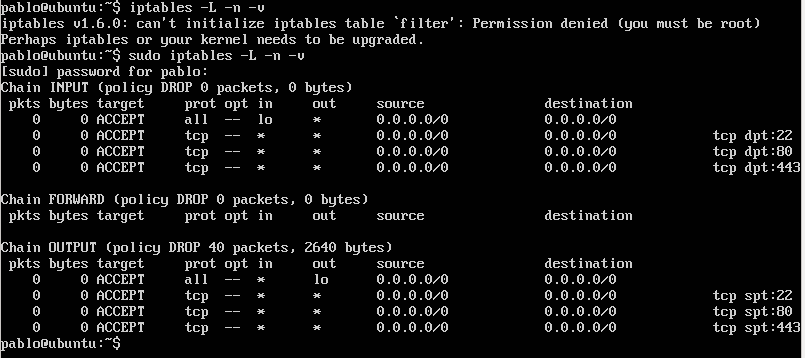 pablo@ubuntu:~$ iptables -L -n -v
iptables v1.6.0: can't initialize iptables table `filter': Permission denied (you must be root)
Perhaps iptables or your kernel needs to be upgraded.
pablo@ubuntu:~$ sudo iptables -L -n -v
[sudo] password for pablo:
Chain INPUT (policy DROP 0 packets, 0 bytes)
 pkts bytes target     prot opt in     out     source               destination
    0     0 ACCEPT     all  --  lo     *       0.0.0.0/0            0.0.0.0/0
    0     0 ACCEPT     tcp  --  *      *       0.0.0.0/0            0.0.0.0/0            tcp dpt:22
    0     0 ACCEPT     tcp  --  *      *       0.0.0.0/0            0.0.0.0/0            tcp dpt:80
    0     0 ACCEPT     tcp  --  *      *       0.0.0.0/0            0.0.0.0/0            tcp dpt:443
Chain FORWARD (policy DROP 0 packets, 0 bytes)
 pkts bytes target     prot opt in     out     source               destination
Chain OUTPUT (policy DROP 40 packets, 2640 bytes)
 pkts bytes target     prot opt in     out     source               destination
    0     0 ACCEPT     all  --  *      lo      0.0.0.0/0            0.0.0.0/0
    0     0 ACCEPT     tcp  --  *      *       0.0.0.0/0            0.0.0.0/0            tcp spt:22
    0     0 ACCEPT     tcp  --  *      *       0.0.0.0/0            0.0.0.0/0            tcp spt:80
    0     0 ACCEPT     tcp  --  *      *       0.0.0.0/0            0.0.0.0/0            tcp spt:443
pablo@ubuntu:~$